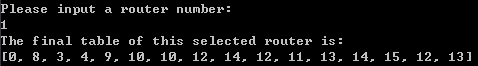 Please input a router number:
1
The final table of this selected router is:
[0, 8, 3, 4, 9, 10, 10, 12, 14, 12, 11, 13, 14, 15, 12, 13]